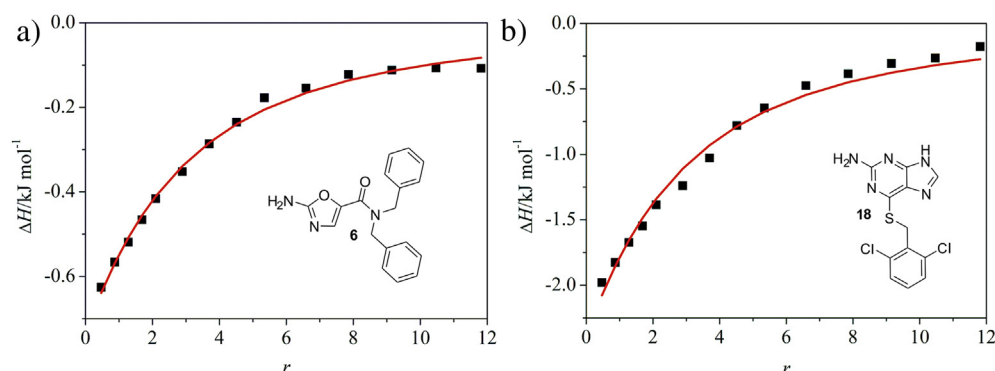 a)
0.0
-0.2
-0.4
-0.6
ΔH/kJ mol⁻¹
0 2 4 6 8 10 12
r
H₂N
O
N
O
N
6
b)
0.0
-0.5
-1.0
-1.5
-2.0
ΔH/kJ mol⁻¹
0 2 4 6 8 10 12
r
H₂N
N
N
H
N
N
S
18
Cl
Cl